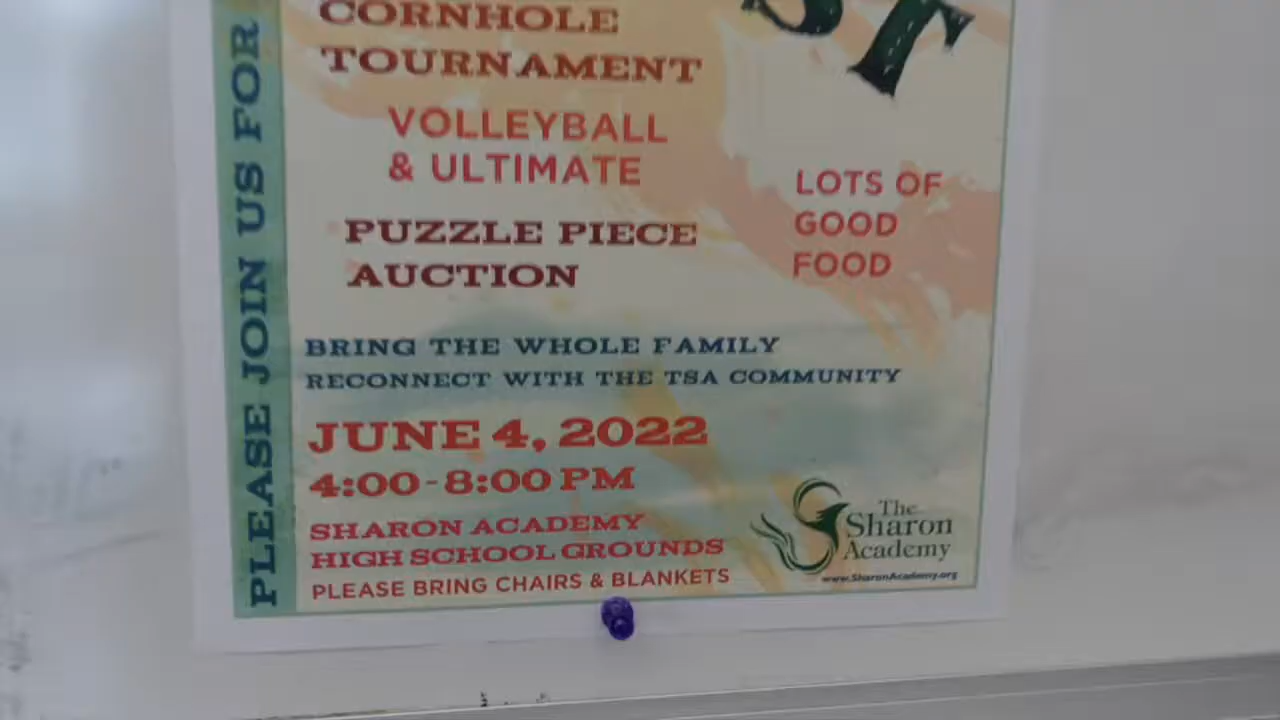 PLEASE JOIN US FOR
CORNHOLE
TOURNAMENT
VOLLEYBALL
& ULTIMATE
PUZZLE PIECE
AUCTION
ST
LOTS OF
GOOD
FOOD
BRING THE WHOLE FAMILY
RECONNECT WITH THE TSA COMMUNITY
JUNE 4, 2022
4:00-8:00 PM
SHARON ACADEMY
HIGH SCHOOL GROUNDS
PLEASE BRING CHAIRS & BLANKETS
The
Sharon
Academy
www.SharonAcademy.org